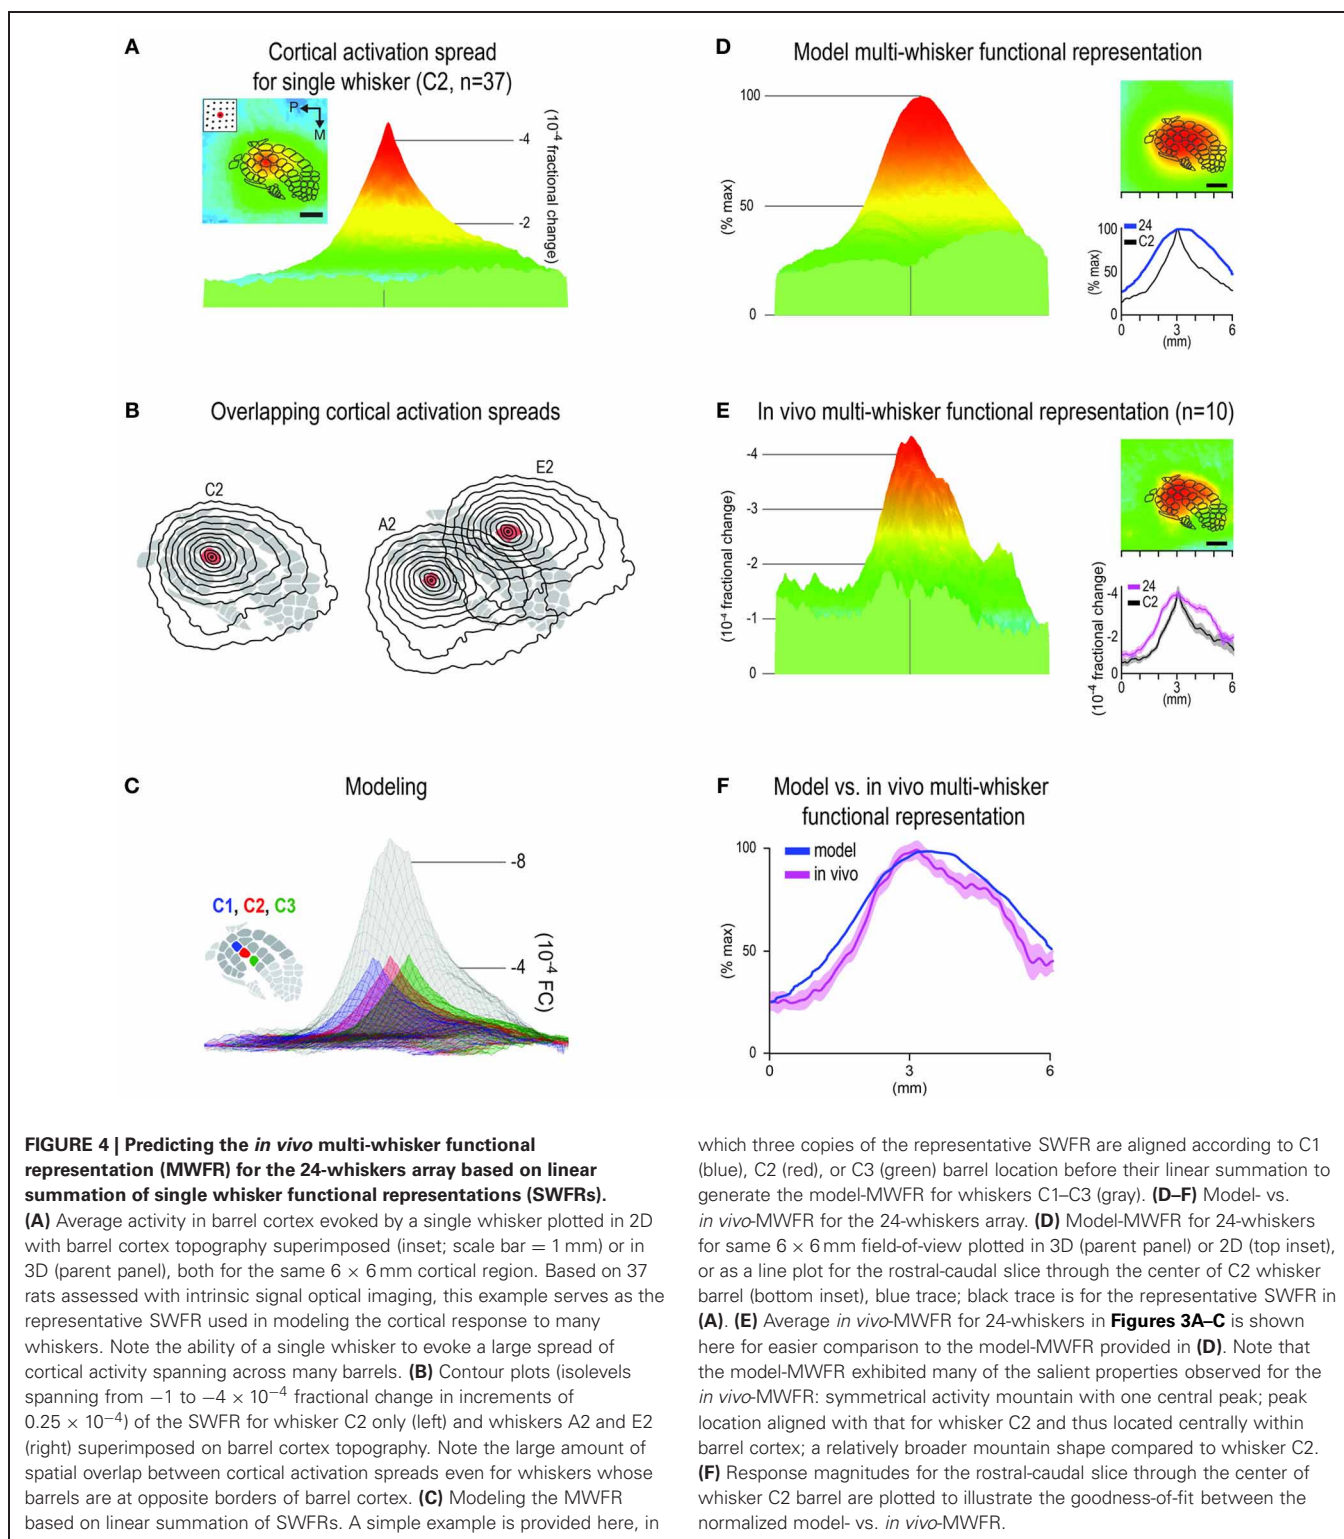 A
Cortical activation spread
for single whisker (C2, n=37)
P
M
-4
-2
(10-4 fractional change)
B
Overlapping cortical activation spreads
C2
A2
E2
C
Modeling
C1, C2, C3
-8
-4
(10-4 FC)
D
Model multi-whisker functional representation
100
50
0
(% max)
24
C2
100
50
0
(% max)
0
3
6
(mm)
E
In vivo multi-whisker functional representation (n=10)
-4
-3
-2
-1
0
(10-4 fractional change)
24
C2
-4
-2
0
(10-4 fractional change)
0
3
6
(mm)
F
Model vs. in vivo multi-whisker
functional representation
100
50
0
(% max)
model
in vivo
0
3
6
(mm)
FIGURE 4 | Predicting the in vivo multi-whisker functional
representation (MWFR) for the 24-whiskers array based on linear
summation of single whisker functional representations (SWFRs).
(A) Average activity in barrel cortex evoked by a single whisker plotted in 2D
with barrel cortex topography superimposed (inset; scale bar = 1 mm) or in
3D (parent panel), both for the same 6 × 6 mm cortical region. Based on 37
rats assessed with intrinsic signal optical imaging, this example serves as the
representative SWFR used in modeling the cortical response to many
whiskers. Note the ability of a single whisker to evoke a large spread of
cortical activity spanning across many barrels. (B) Contour plots (isolevels
spanning from −1 to −4 × 10−4 fractional change in increments of
0.25 × 10−4) of the SWFR for whisker C2 only (left) and whiskers A2 and E2
(right) superimposed on barrel cortex topography. Note the large amount of
spatial overlap between cortical activation spreads even for whiskers whose
barrels are at opposite borders of barrel cortex. (C) Modeling the MWFR
based on linear summation of SWFRs. A simple example is provided here, in
which three copies of the representative SWFR are aligned according to C1
(blue), C2 (red), or C3 (green) barrel location before their linear summation to
generate the model-MWFR for whiskers C1–C3 (gray). (D–F) Model- vs.
in vivo-MWFR for the 24-whiskers array. (D) Model-MWFR for 24-whiskers
for same 6 × 6 mm field-of-view plotted in 3D (parent panel) or 2D (top inset),
or as a line plot for the rostral-caudal slice through the center of C2 whisker
barrel (bottom inset), blue trace; black trace is for the representative SWFR in
(A). (E) Average in vivo-MWFR for 24-whiskers in Figures 3A–C is shown
here for easier comparison to the model-MWFR provided in (D). Note that
the model-MWFR exhibited many of the salient properties observed for the
in vivo-MWFR: symmetrical activity mountain with one central peak; peak
location aligned with that for whisker C2 and thus located centrally within
barrel cortex; a relatively broader mountain shape compared to whisker C2.
(F) Response magnitudes for the rostral-caudal slice through the center of
whisker C2 barrel are plotted to illustrate the goodness-of-fit between the
normalized model- vs. in vivo-MWFR.